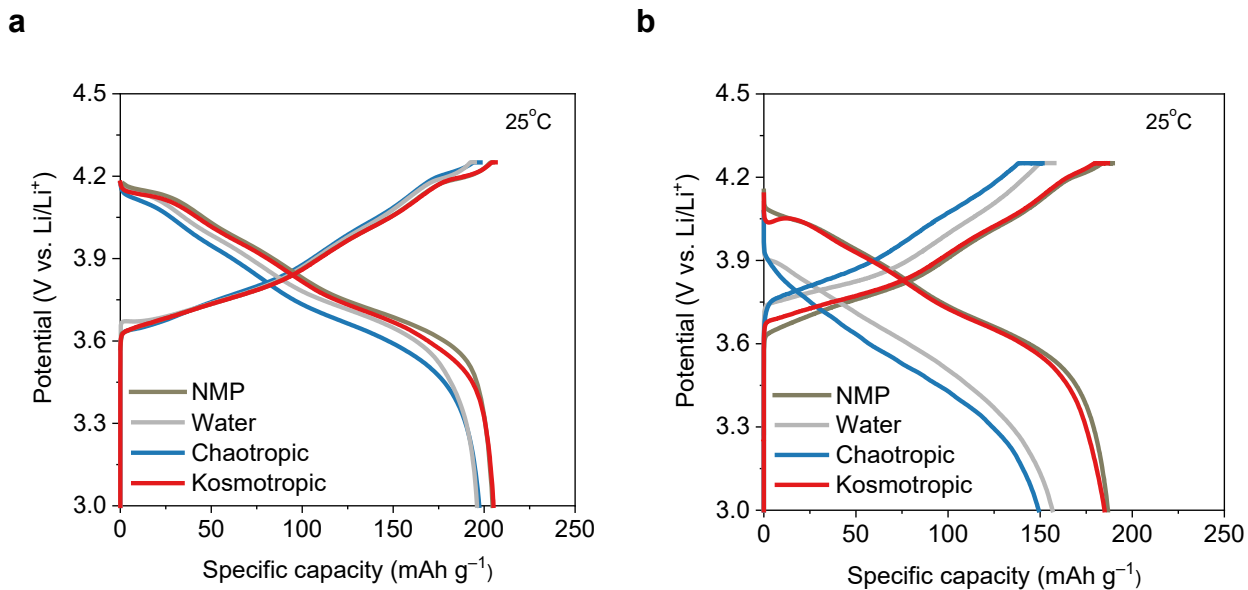 a
4.5
4.2
3.9
3.6
3.3
3.0
Potential (V vs. Li/Li⁺)
25°C
NMP
Water
Chaotropic
Kosmotropic
0 50 100 150 200 250
Specific capacity (mAh g⁻¹)
b
4.5
4.2
3.9
3.6
3.3
3.0
Potential (V vs. Li/Li⁺)
25°C
NMP
Water
Chaotropic
Kosmotropic
0 50 100 150 200 250
Specific capacity (mAh g⁻¹)